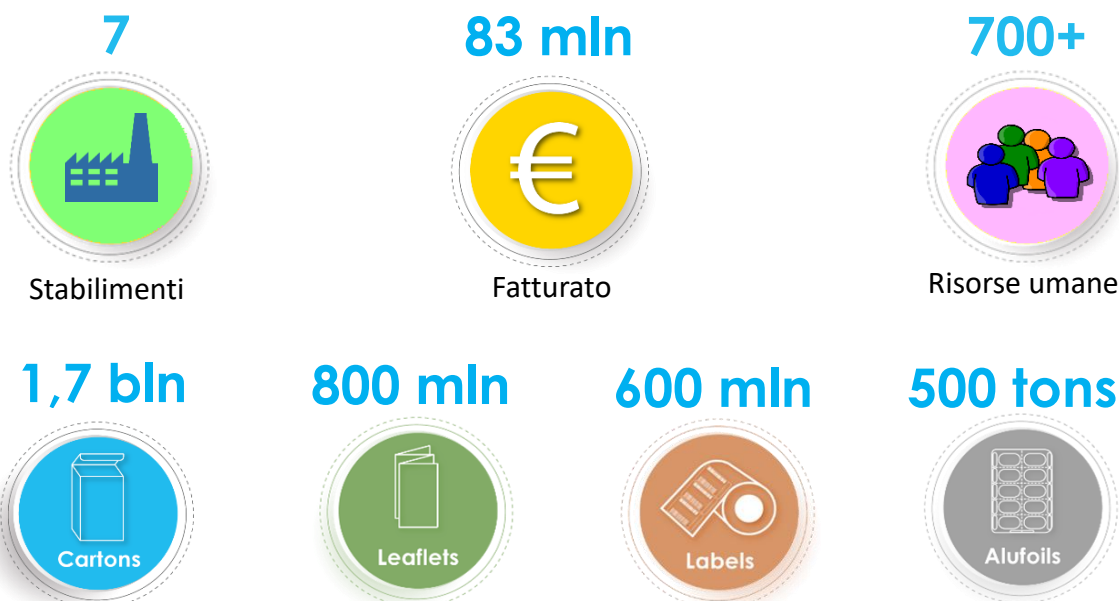 7
83 mln
700+
€
Stabilimenti
Fatturato
Risorse umane
1,7 bln
800 mln
600 mln
500 tons
Cartons
Leaflets
Labels
Alufoils